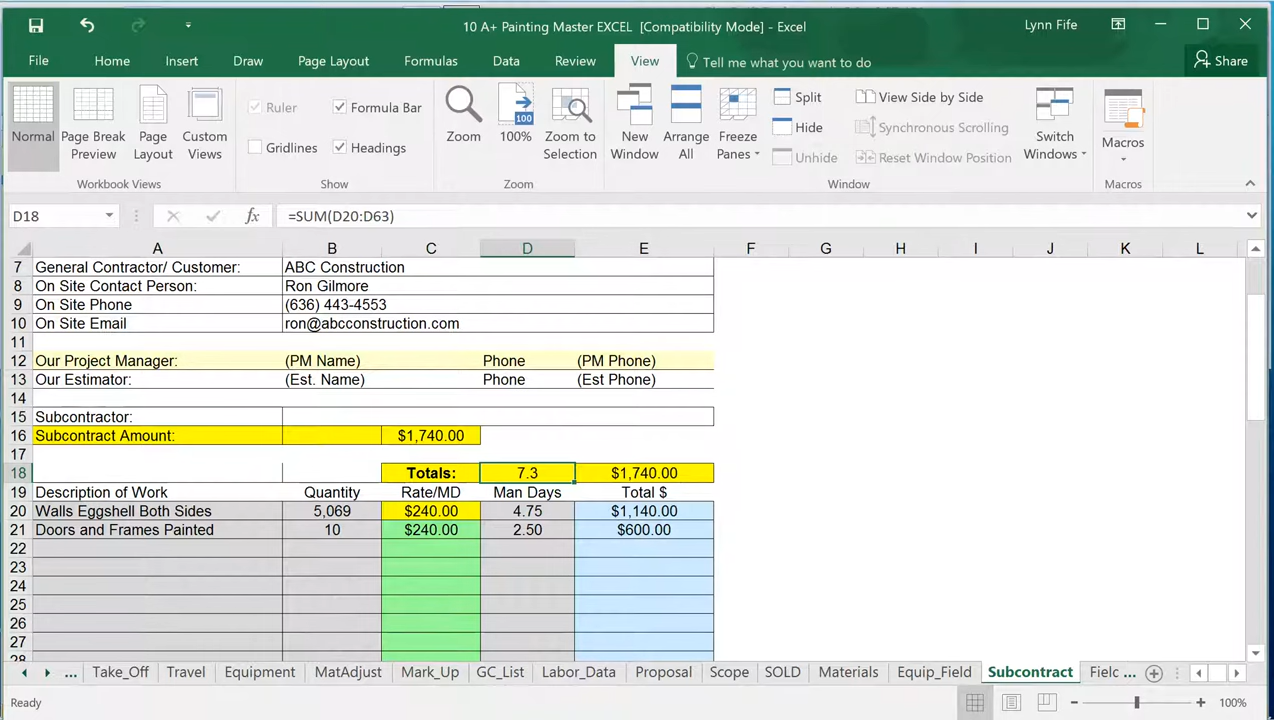 10 A+ Painting Master EXCEL [Compatibility Mode] - Excel
Lynn Fife
File Home Insert Draw Page Layout Formulas Data Review View Tell me what you want to do Share
Normal
Page Break Preview
Page Layout
Custom Views
Workbook Views
Ruler
Formula Bar
Gridlines
Headings
Show
Zoom
100
100%
Zoom to Selection
Zoom
New Window
Arrange All
Freeze Panes
Split
Hide
Unhide
View Side by Side
Synchronous Scrolling
Reset Window Position
Switch Windows
Window
Macros
Macros
D18 fx =SUM(D20:D63)
A B C D E F G H I J K L
7 General Contractor/ Customer: ABC Construction
8 On Site Contact Person: Ron Gilmore
9 On Site Phone (636) 443-4553
10 On Site Email ron@abcconstruction.com
11
12 Our Project Manager: (PM Name) Phone (PM Phone)
13 Our Estimator: (Est. Name) Phone (Est Phone)
14
15 Subcontractor:
16 Subcontract Amount: $1,740.00
17
18 Totals: 7.3 $1,740.00
19 Description of Work Quantity Rate/MD Man Days Total $
20 Walls Eggshell Both Sides 5,069 $240.00 4.75 $1,140.00
21 Doors and Frames Painted 10 $240.00 2.50 $600.00
22
23
24
25
26
27
28
... Take_Off Travel Equipment MatAdjust Mark_Up GC_List Labor_Data Proposal Scope SOLD Materials Equip_Field Subcontract Fielc ...
Ready
100%